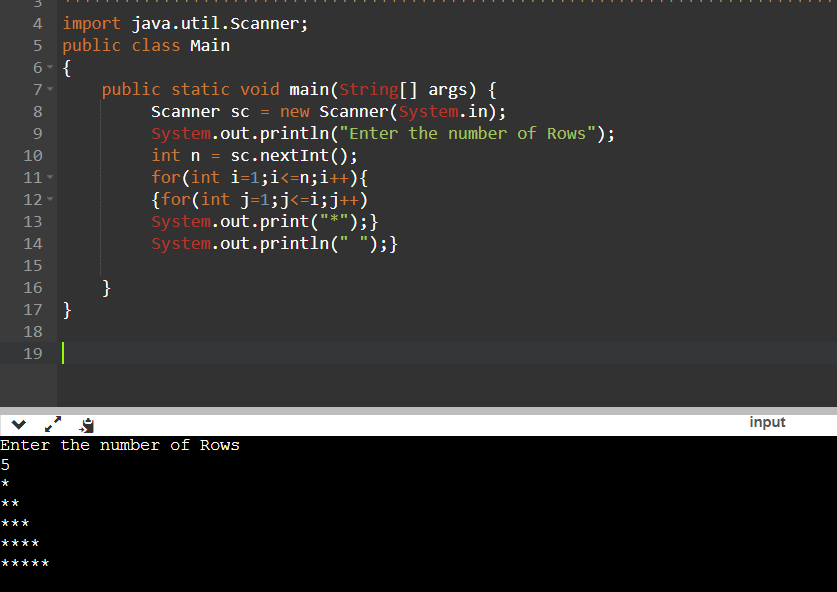 3
4 import java.util.Scanner;
5 public class Main
6 {
7 public static void main(String[] args) {
8 Scanner sc = new Scanner(System.in);
9 System.out.println("Enter the number of Rows");
10 int n = sc.nextInt();
11 for(int i=1;i<=n;i++){
12 {for(int j=1;j<=i;j++)
13 System.out.print("*");}
14 System.out.println(" ");}
15
16 }
17 }
18
19
input
Enter the number of Rows
5
*
**
***
****
*****